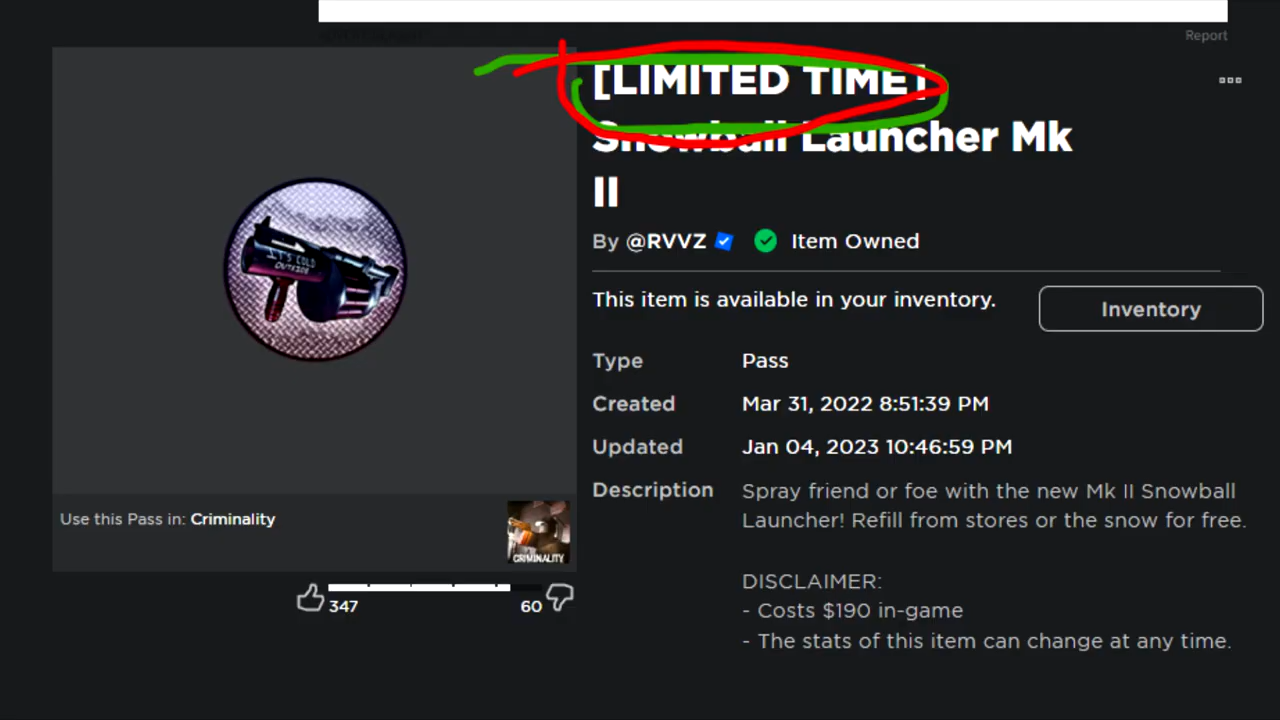 Report
[LIMITED TIME]
Snowball Launcher Mk
II
By @RVVZ Item Owned
This item is available in your inventory.
Inventory
Type Pass
Created Mar 31, 2022 8:51:39 PM
Updated Jan 04, 2023 10:46:59 PM
Description Spray friend or foe with the new Mk II Snowball
Launcher! Refill from stores or the snow for free.
DISCLAIMER:
- Costs $190 in-game
- The stats of this item can change at any time.
IT'S COLD
OUTSIDE
Use this Pass in: Criminality
CRIMINALITY
347
60